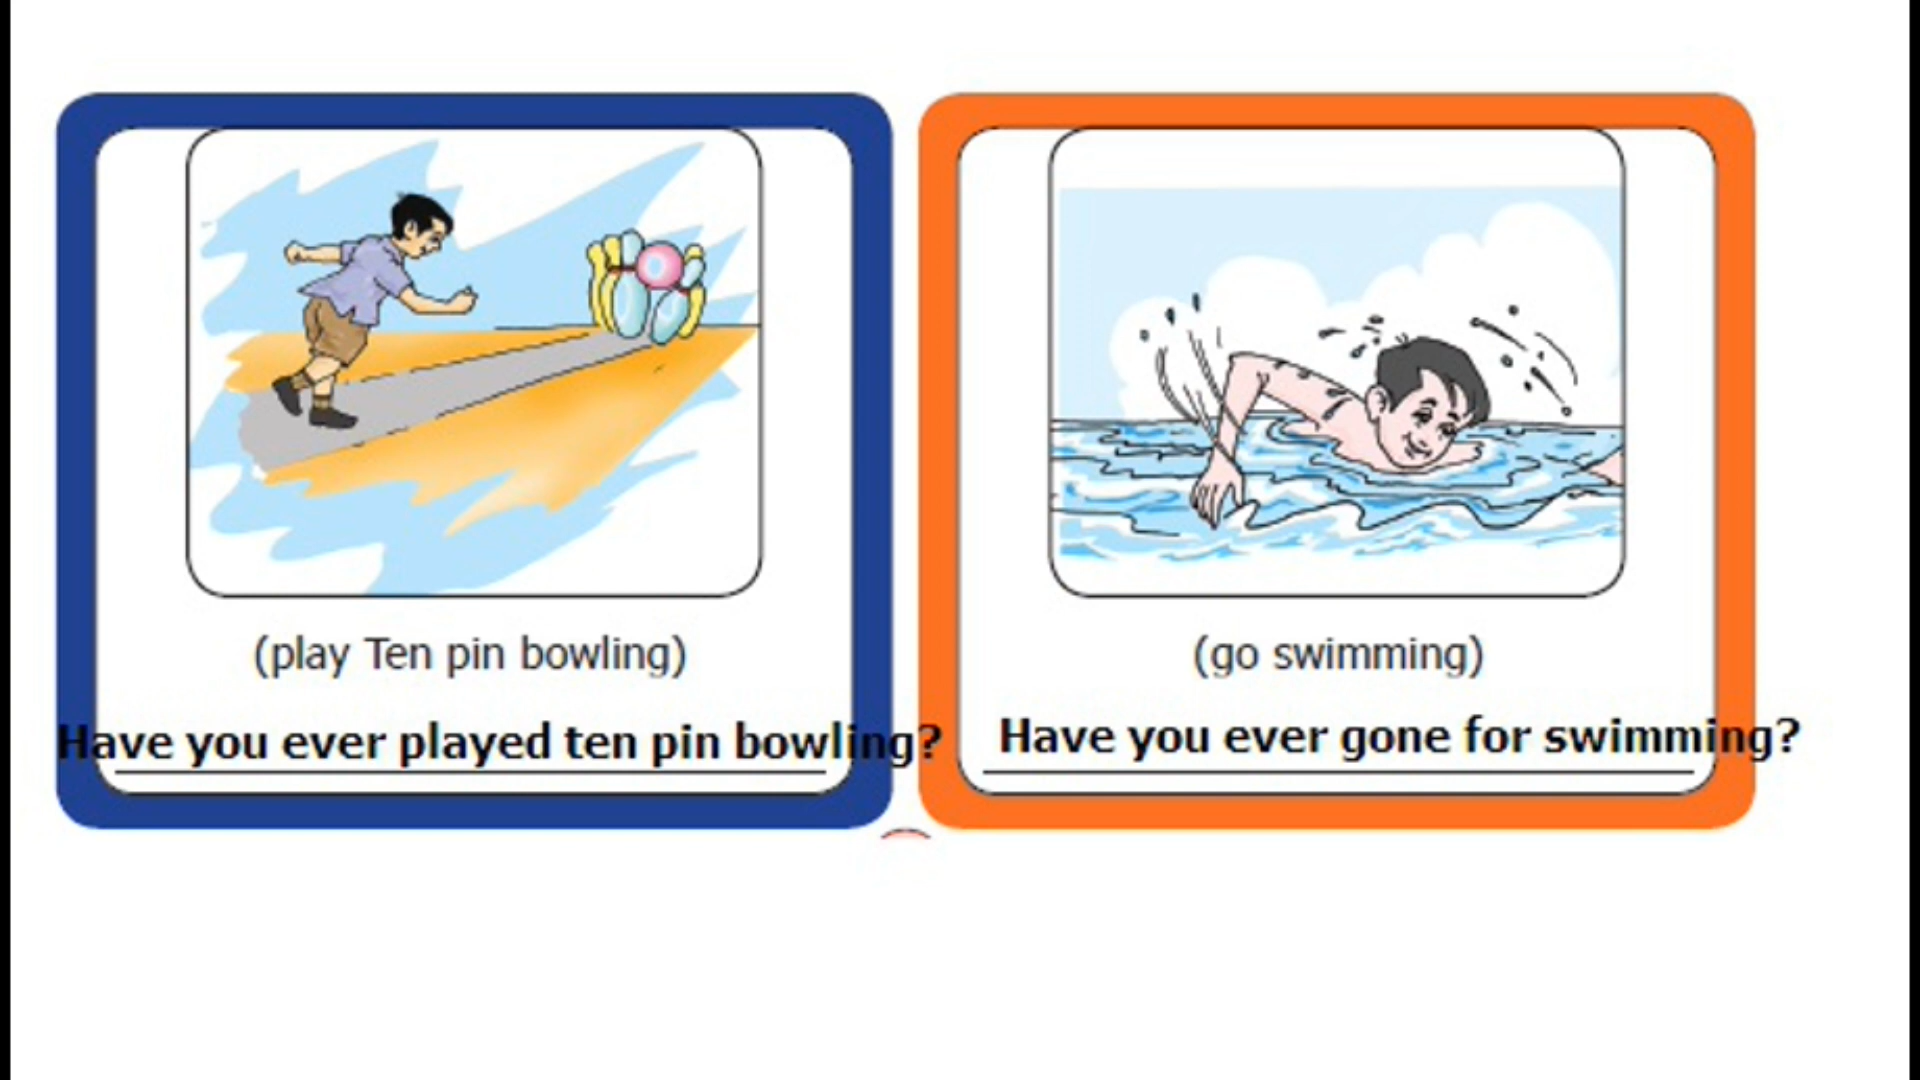 (play Ten pin bowling)
Have you ever played ten pin bowling?
(go swimming)
Have you ever gone for swimming?